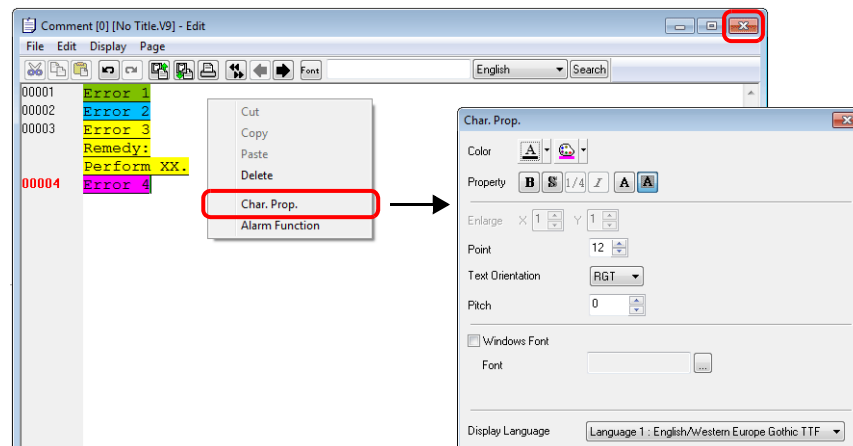 Comment [0] [No Title.V9] - Edit
File Edit Display Page
Font English Search
00001 Error 1
00002 Error 2
00003 Error 3
Remedy:
Perform XX.
00004 Error 4
Cut
Copy
Paste
Delete
Char. Prop.
Alarm Function
Char. Prop.
Color A
Property B S 1/4 I A A
Enlarge X 1 Y 1
Point 12
Text Orientation RGT
Pitch 0
Windows Font
Font ...
Display Language Language 1 : English/Western Europe Gothic TTF